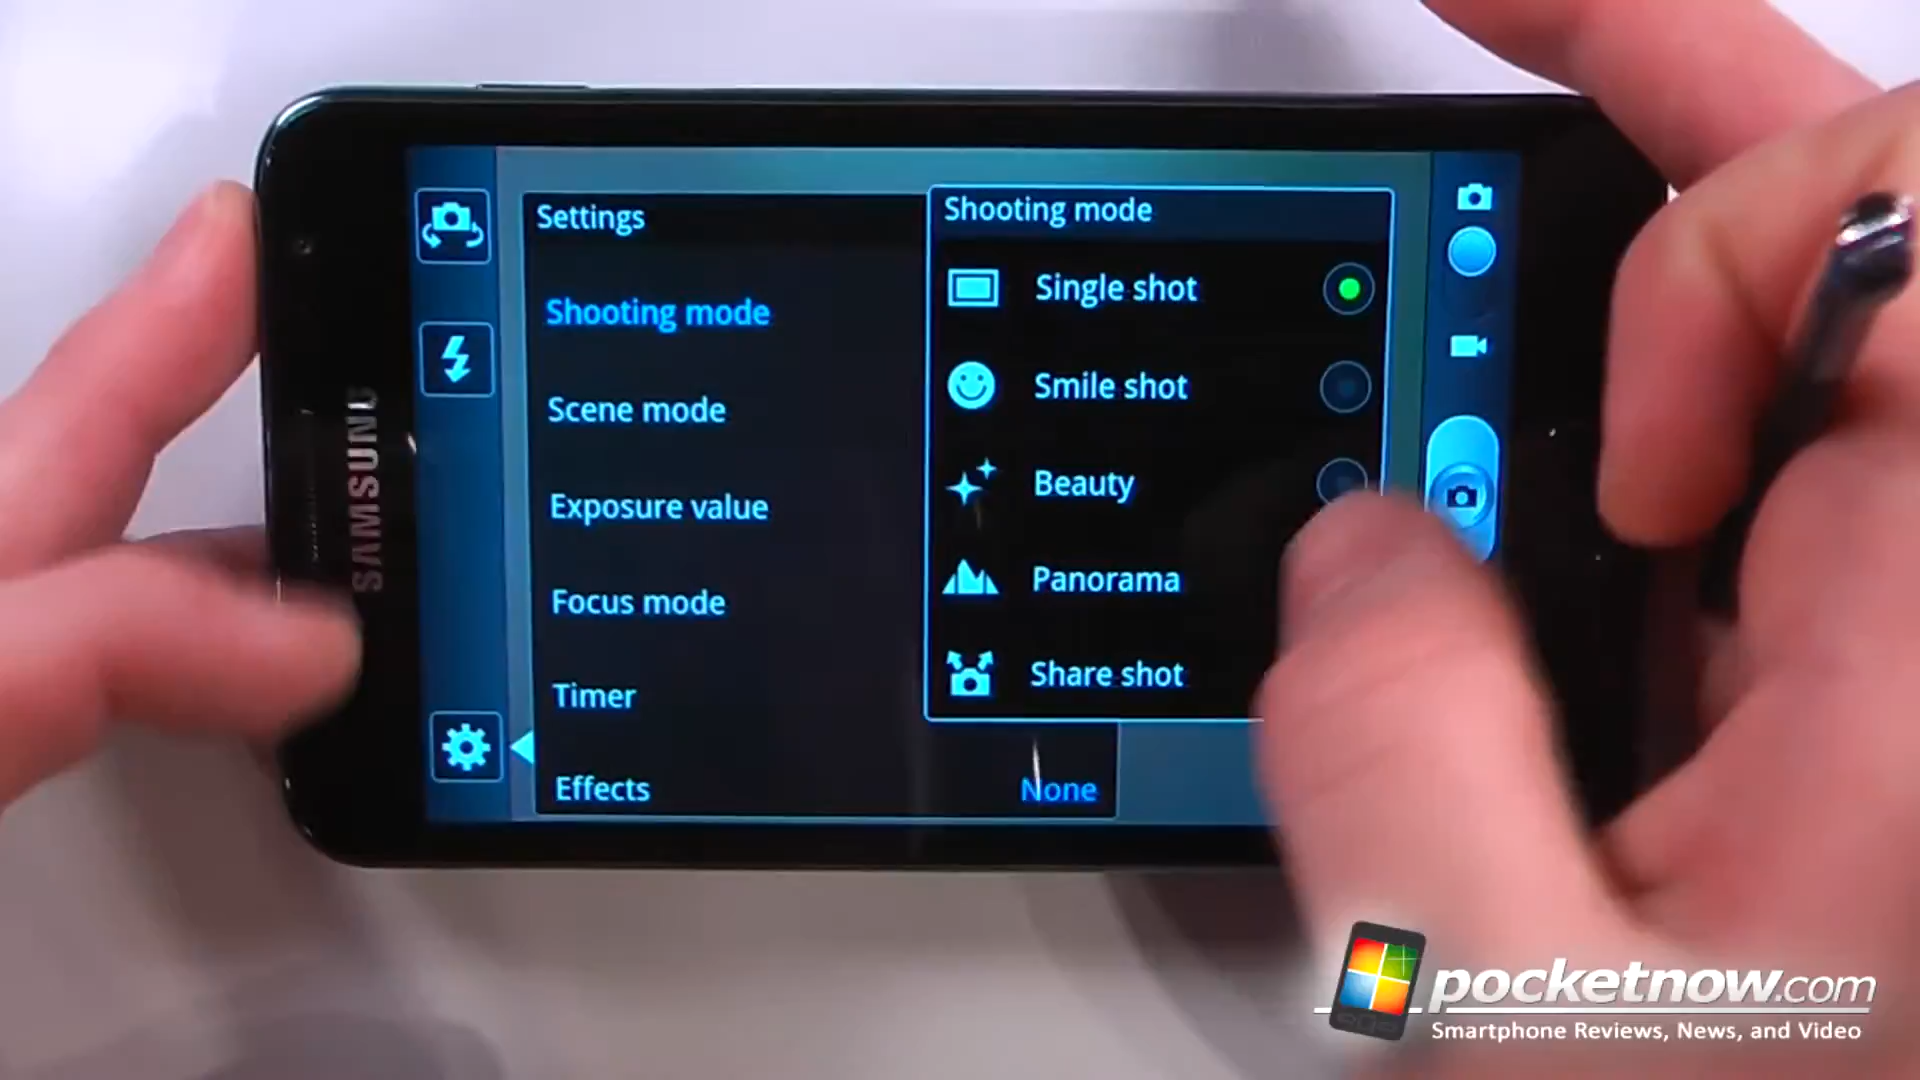 SAMSUNG
Settings
Shooting mode
Scene mode
Exposure value
Focus mode
Timer
Effects
None
Shooting mode
Single shot
Smile shot
Beauty
Panorama
Share shot
pocketnow.com
Smartphone Reviews, News, and Video